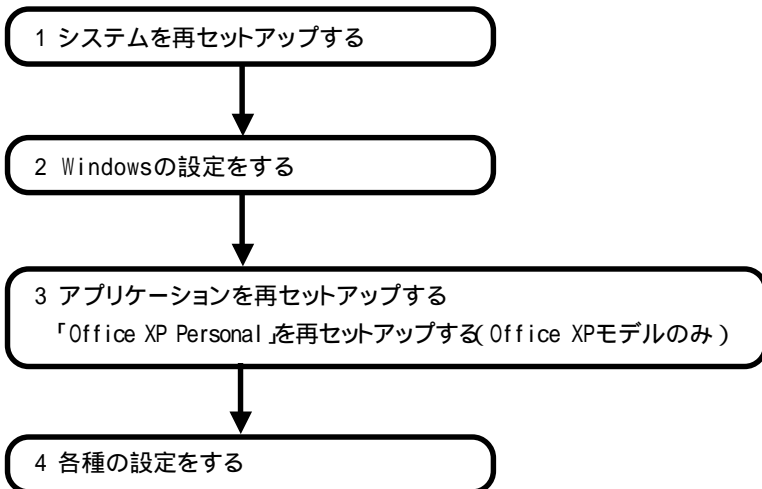 1 システムを再セットアップする
2 Windowsの設定をする
3 アプリケーションを再セットアップする
「Office XP Personal」を再セットアップする(Office XPモデルのみ)
4 各種の設定をする